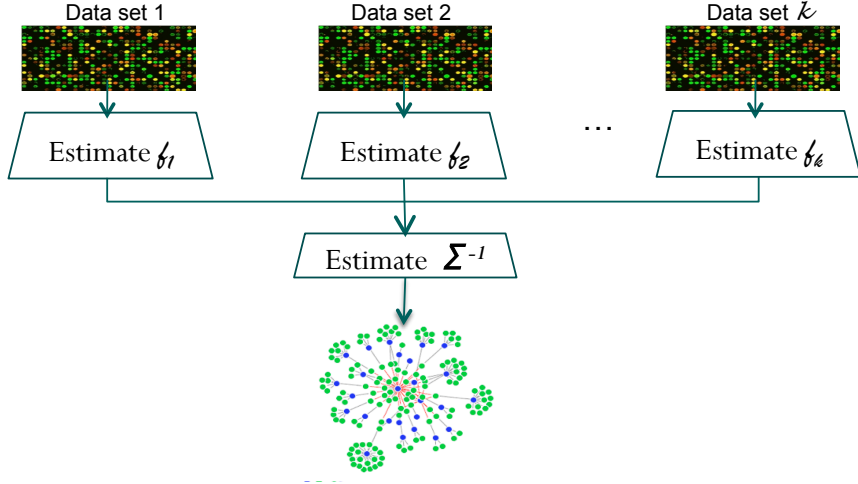 Data set 1
Data set 2
Data set k
Estimate f1
Estimate f2
...
Estimate fk
Estimate Σ-1